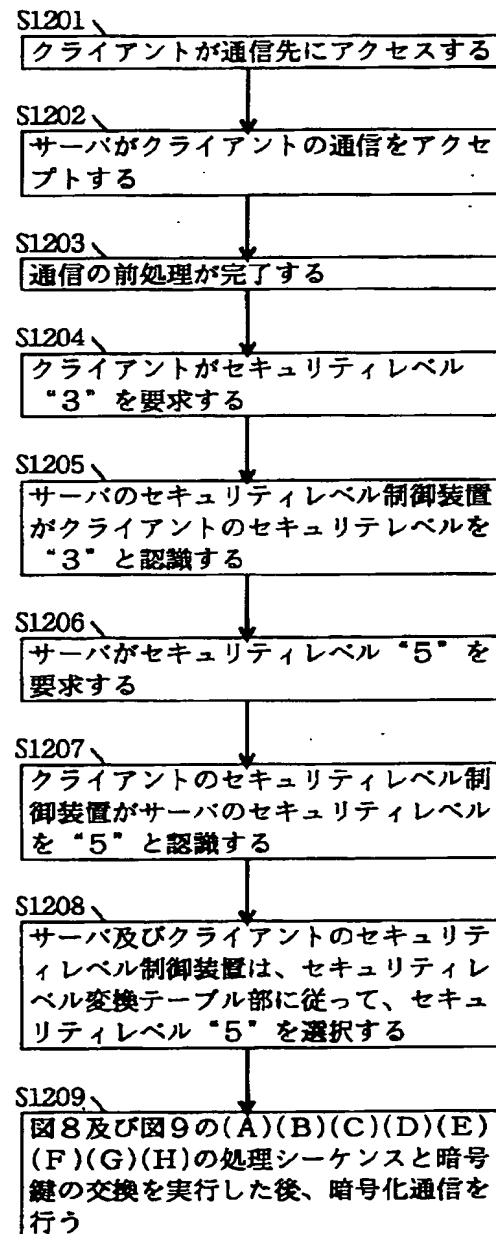 S1201
クライアントが通信先にアクセスする
S1202
サーバがクライアントの通信をアクセ
プトする
S1203
通信の前処理が完了する
S1204
クライアントがセキュリティレベル
“3”を要求する
S1205
サーバのセキュリティレベル制御装置
がクライアントのセキュリテレベルを
“3”と認識する
S1206
サーバがセキュリティレベル“5”を
要求する
S1207
クライアントのセキュリティレベル制
御装置がサーバのセキュリティレベル
を“5”と認識する
S1208
サーバ及びクライアントのセキュリテ
ィレベル制御装置は、セキュリティレ
ベル変換テーブル部に従って、セキュ
リティレベル“5”を選択する
S1209
図8及び図9の(A)(B)(C)(D)(E)
(F)(G)(H)の処理シーケンスと暗号
鍵の交換を実行した後、暗号化通信を
行う